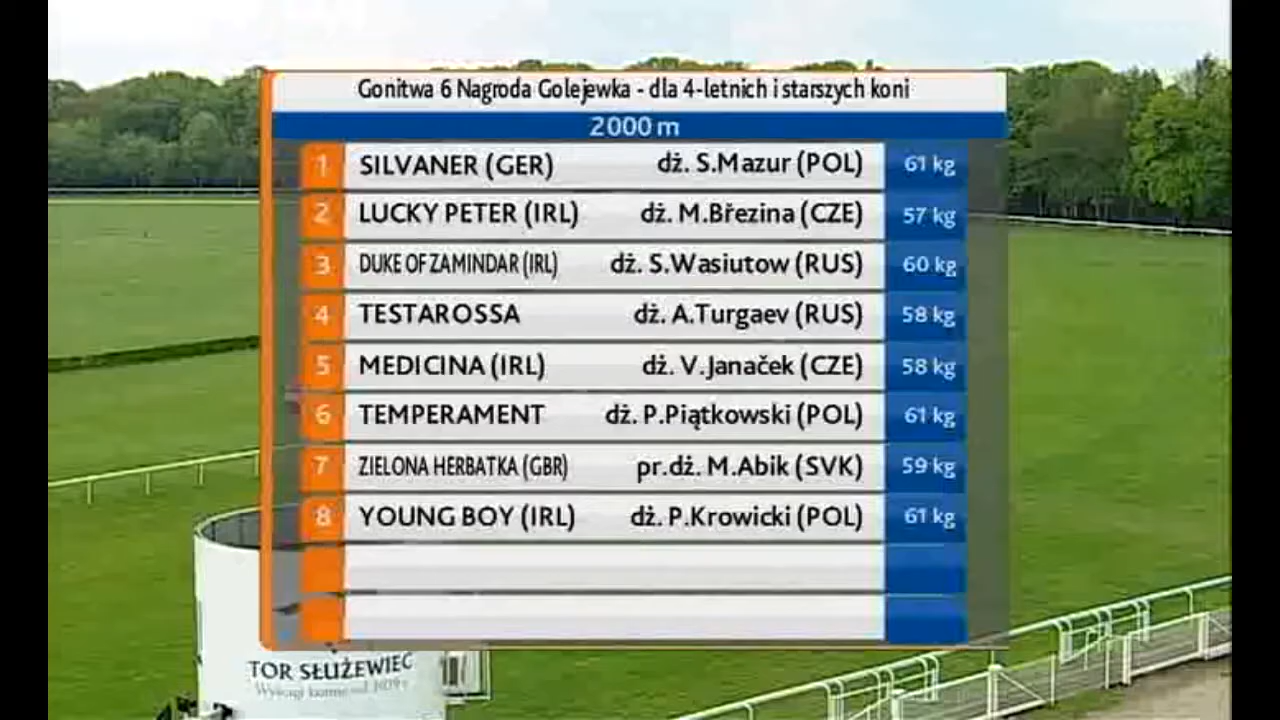 Gonitwa 6 Nagroda Golejewka - dla 4-letnich i starszych koni
2000 m
1 SILVANER (GER) dż. S.Mazur (POL) 61 kg
2 LUCKY PETER (IRL) dż. M.Březina (CZE) 57 kg
3 DUKE OF ZAMINDAR (IRL) dż. S.Wasiutow (RUS) 60 kg
4 TESTAROSSA dż. A.Turgaev (RUS) 58 kg
5 MEDICINA (IRL) dż. V.Janaček (CZE) 58 kg
6 TEMPERAMENT dż. P.Piątkowski (POL) 61 kg
7 ZIELONA HERBATKA (GBR) pr.dż. M.Abik (SVK) 59 kg
8 YOUNG BOY (IRL) dż. P.Krowicki (POL) 61 kg
TOR SŁUŻEWIEC
Wyścigi konne od